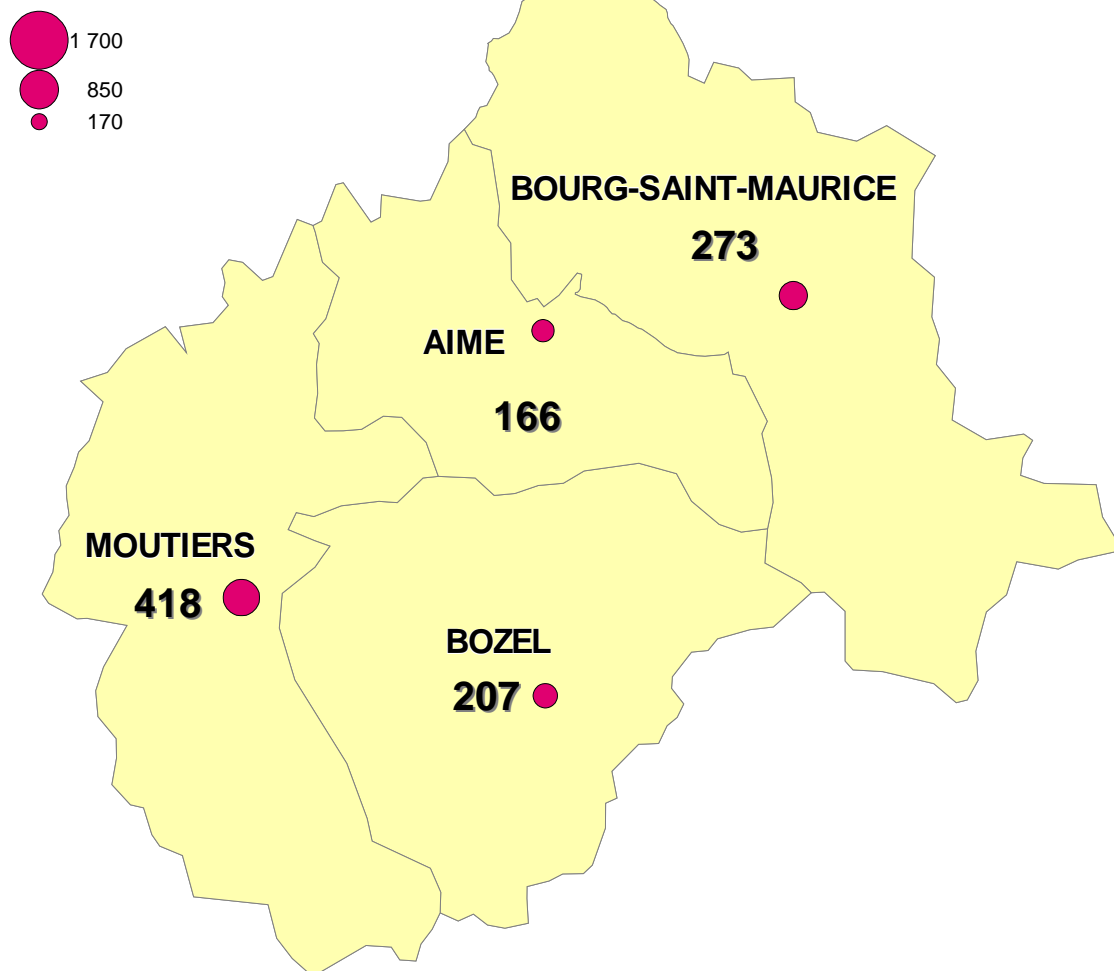 1 700
850
170
BOURG-SAINT-MAURICE
273
AIME
166
MOUTIERS
418
BOZEL
207